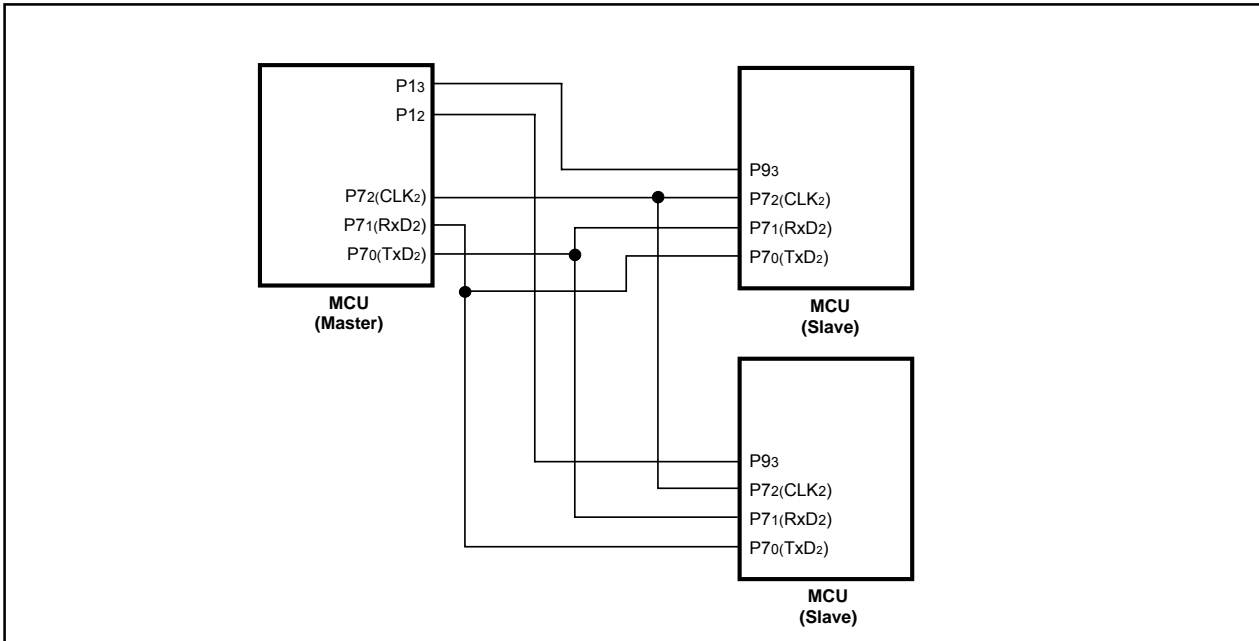 P13
P12
P72(CLK2)
P71(RxD2)
P70(TxD2)
MCU
(Master)
P93
P72(CLK2)
P71(RxD2)
P70(TxD2)
MCU
(Slave)
P93
P72(CLK2)
P71(RxD2)
P70(TxD2)
MCU
(Slave)